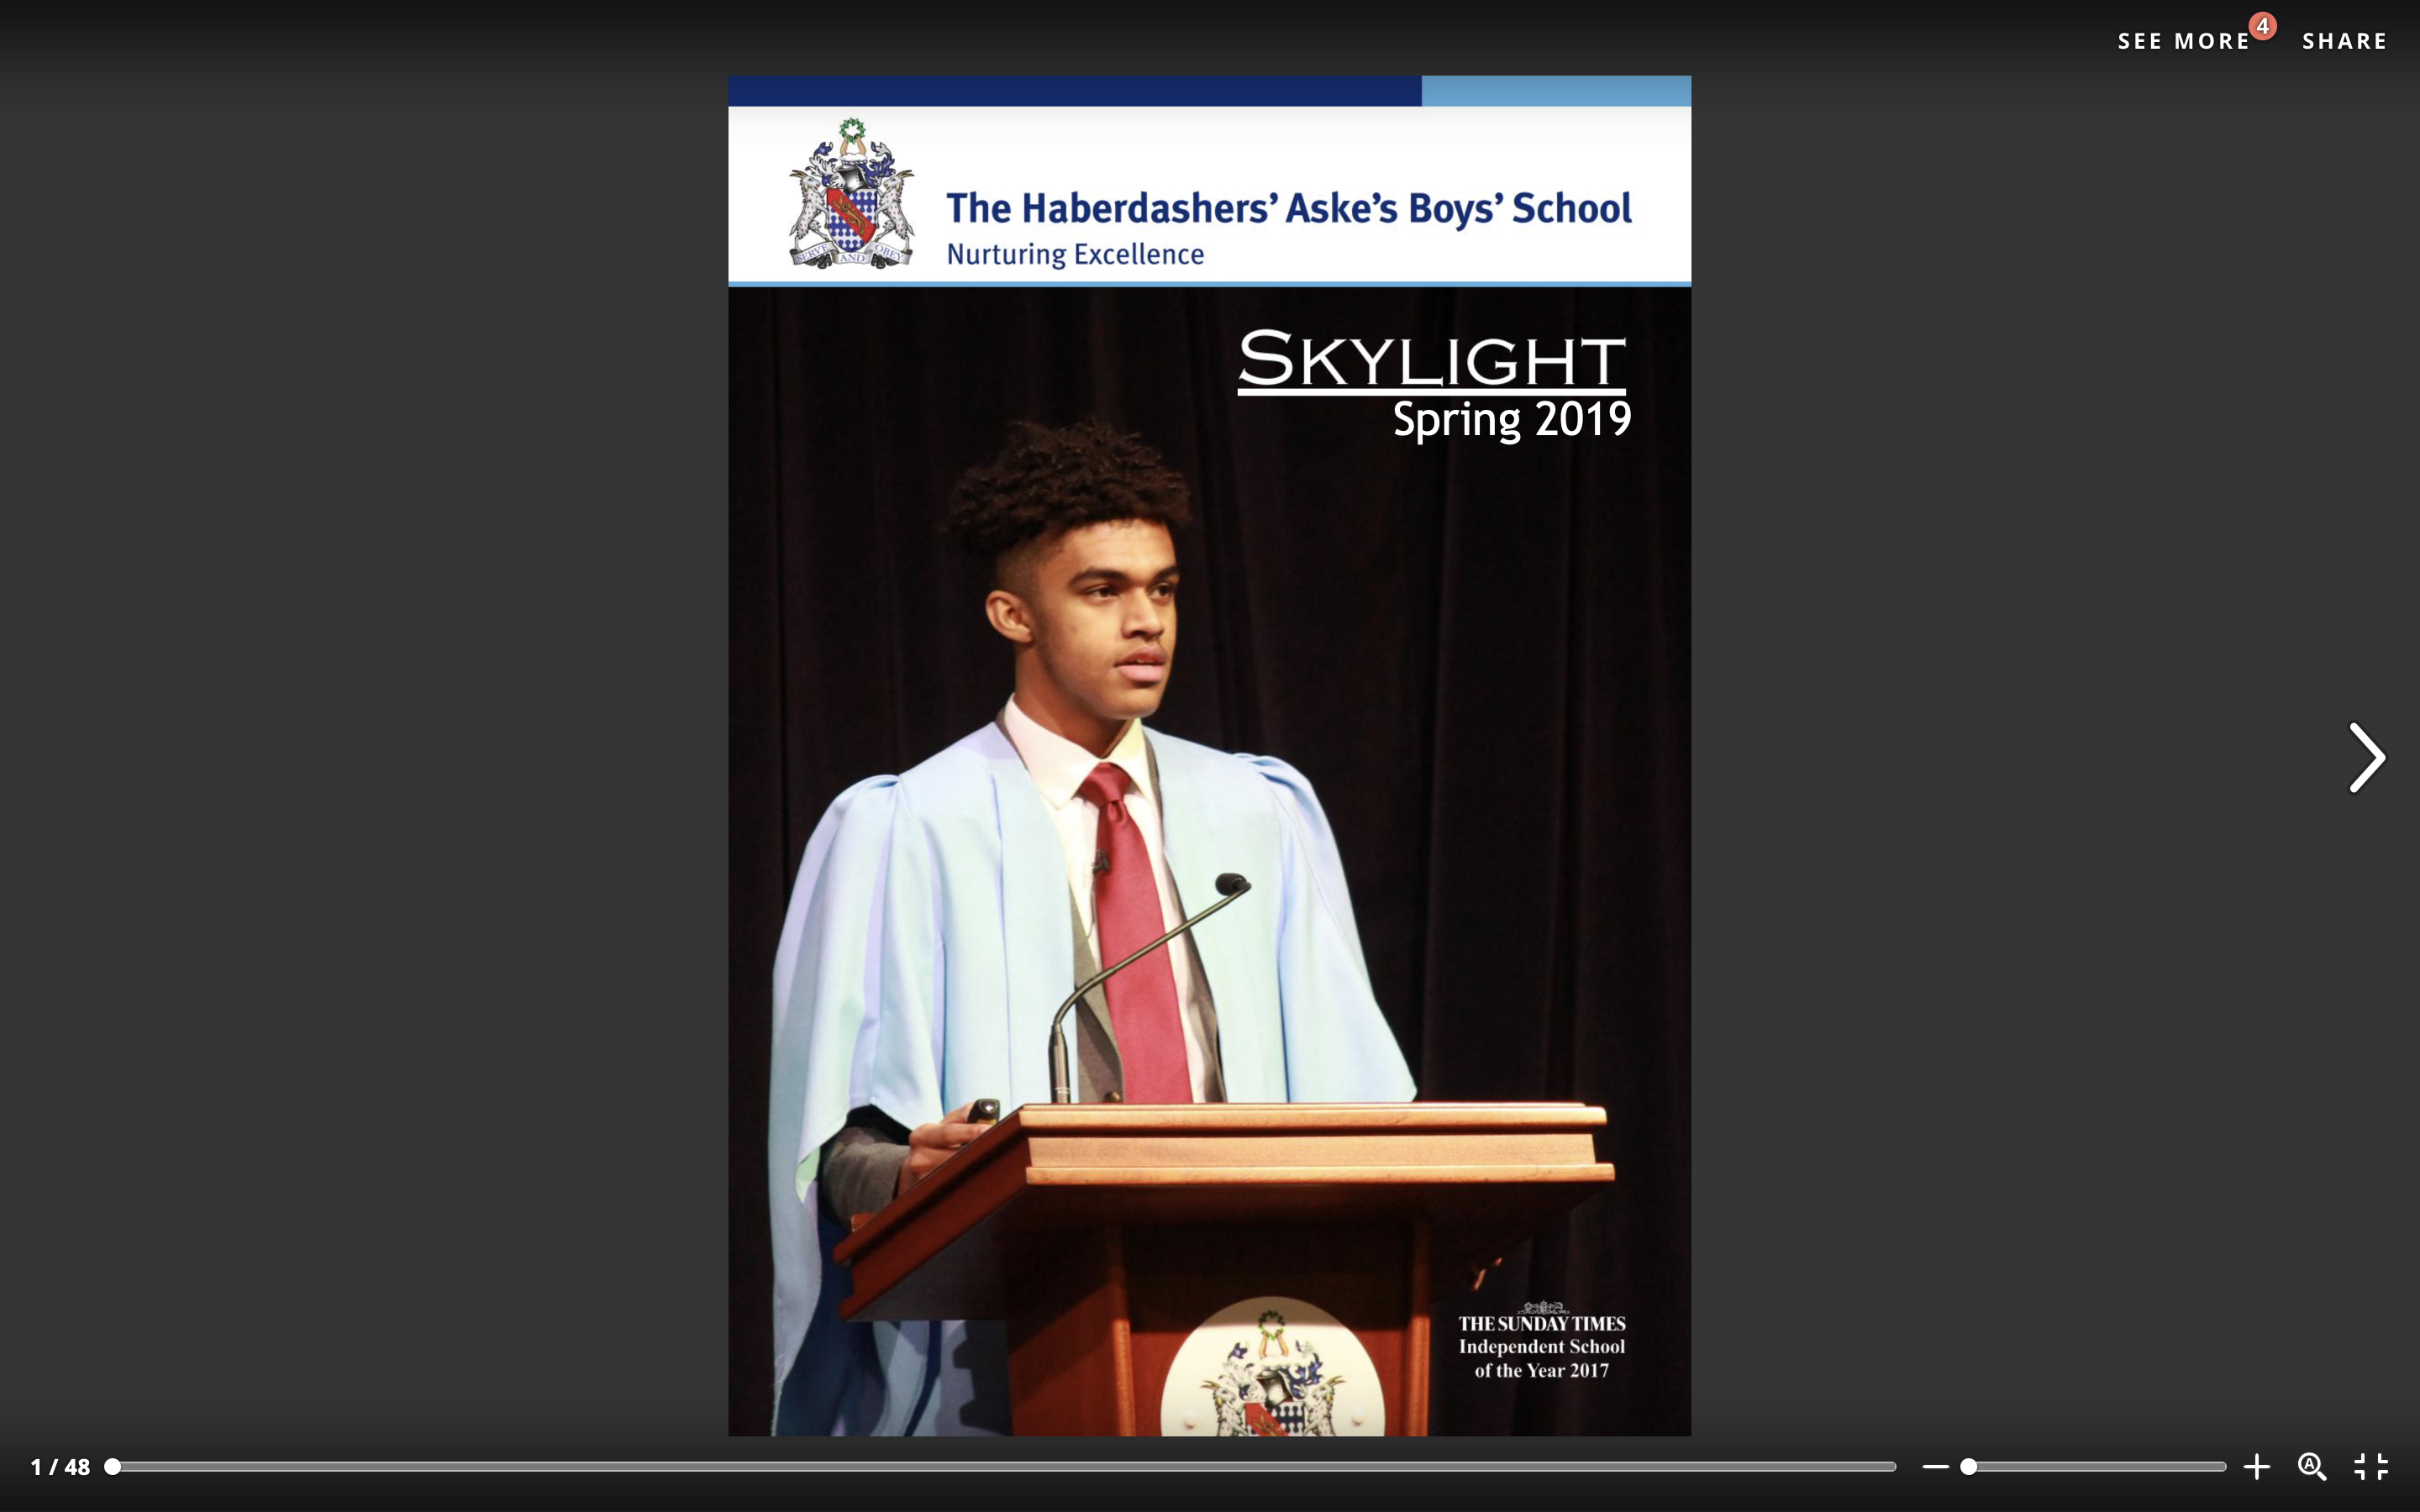 SEE MORE 4 SHARE
The Haberdashers’ Aske’s Boys’ School
Nurturing Excellence
SERVE AND OBEY
SKYLIGHT
Spring 2019
THE SUNDAY TIMES
Independent School
of the Year 2017
1 / 48